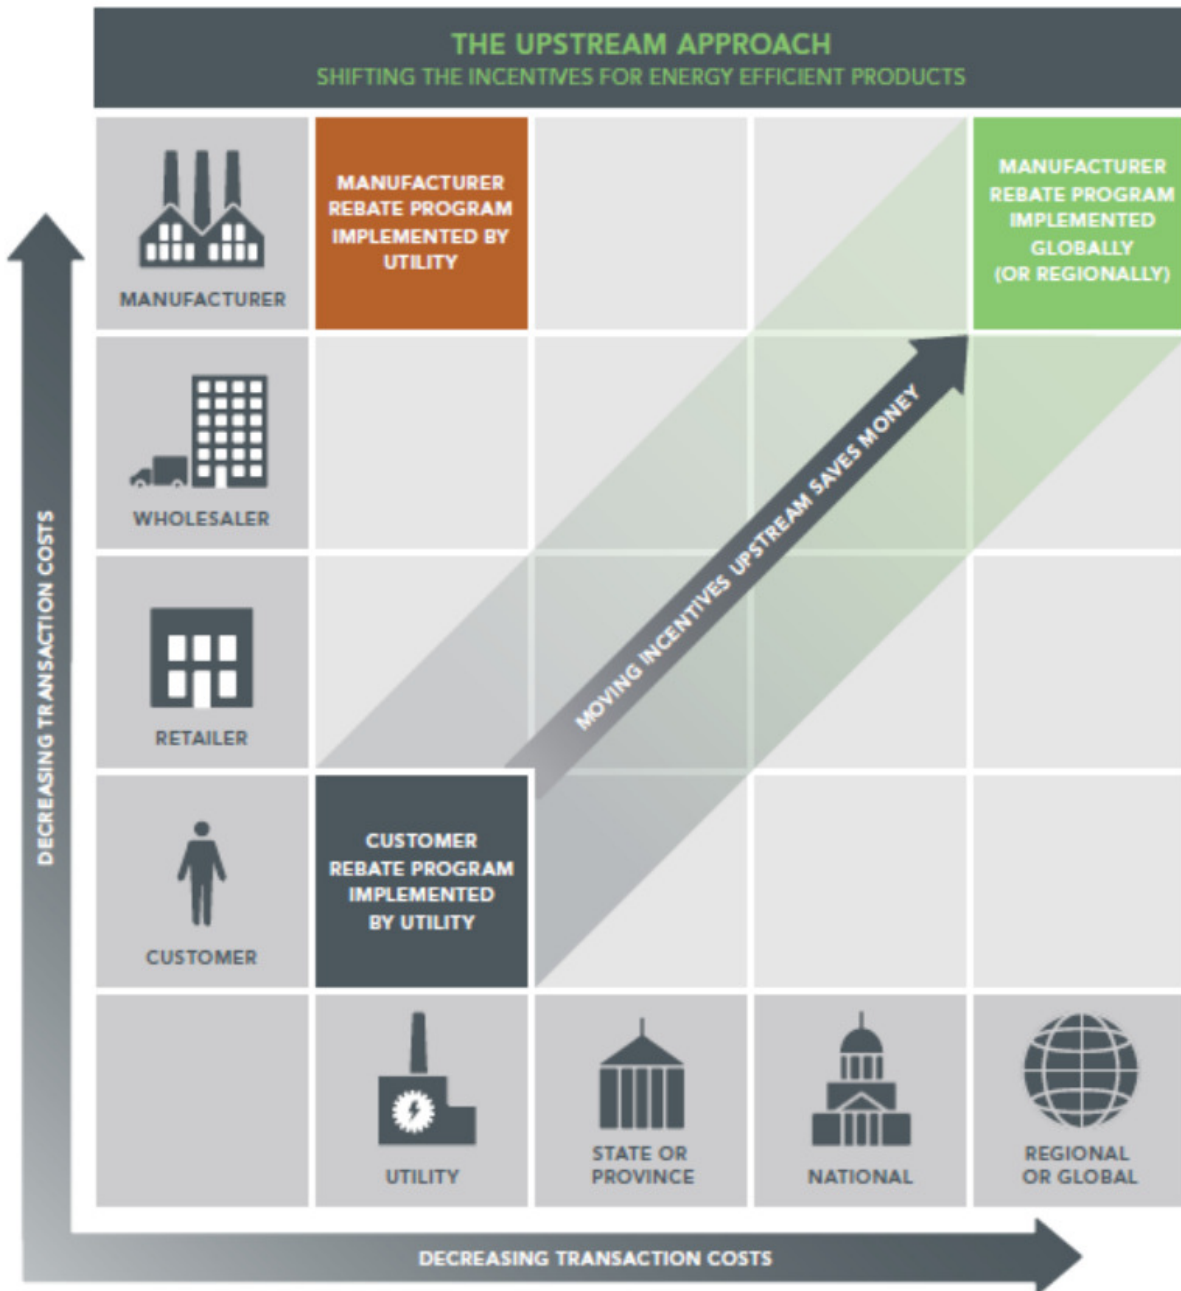 THE UPSTREAM APPROACH
SHIFTING THE INCENTIVES FOR ENERGY EFFICIENT PRODUCTS
MANUFACTURER
MANUFACTURER
REBATE PROGRAM
IMPLEMENTED BY
UTILITY
MANUFACTURER
REBATE PROGRAM
IMPLEMENTED
GLOBALLY
(OR REGIONALLY)
WHOLESALER
RETAILER
MOVING INCENTIVES UPSTREAM SAVES MONEY
CUSTOMER
CUSTOMER
REBATE PROGRAM
IMPLEMENTED
BY UTILITY
DECREASING TRANSACTION COSTS
UTILITY
STATE OR
PROVINCE
NATIONAL
REGIONAL
OR GLOBAL
DECREASING TRANSACTION COSTS